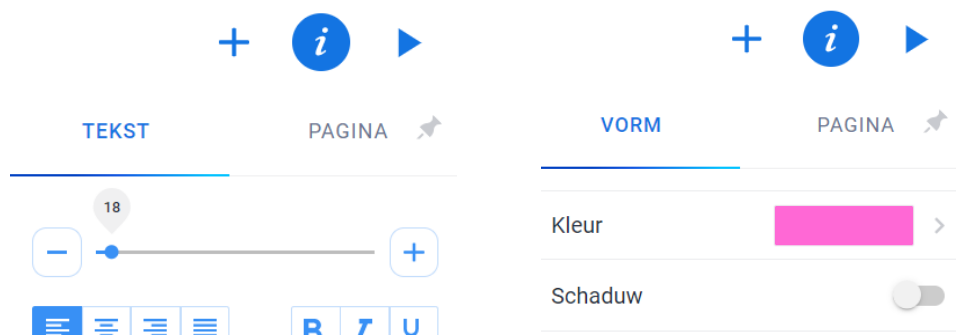 i
TEKST PAGINA
18
B I U
i
VORM PAGINA
Kleur
Schaduw